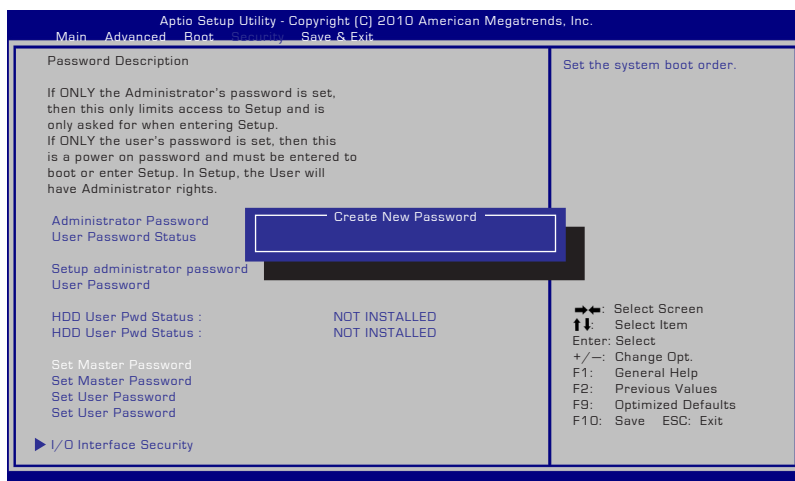 Aptio Setup Utility - Copyright (C) 2010 American Megatrends, Inc.
Main Advanced Boot Security Save & Exit
Password Description
If ONLY the Administrator's password is set,
then this only limits access to Setup and is
only asked for when entering Setup.
If ONLY the user's password is set, then this
is a power on password and must be entered to
boot or enter Setup. In Setup, the User will
have Administrator rights.
Administrator Password
User Password Status
Create New Password
Setup administrator password
User Password
HDD User Pwd Status : NOT INSTALLED
HDD User Pwd Status : NOT INSTALLED
Set Master Password
Set Master Password
Set User Password
Set User Password
I/O Interface Security
Set the system boot order.
→←: Select Screen
↑↓: Select Item
Enter: Select
+/—: Change Opt.
F1: General Help
F2: Previous Values
F9: Optimized Defaults
F10: Save ESC: Exit